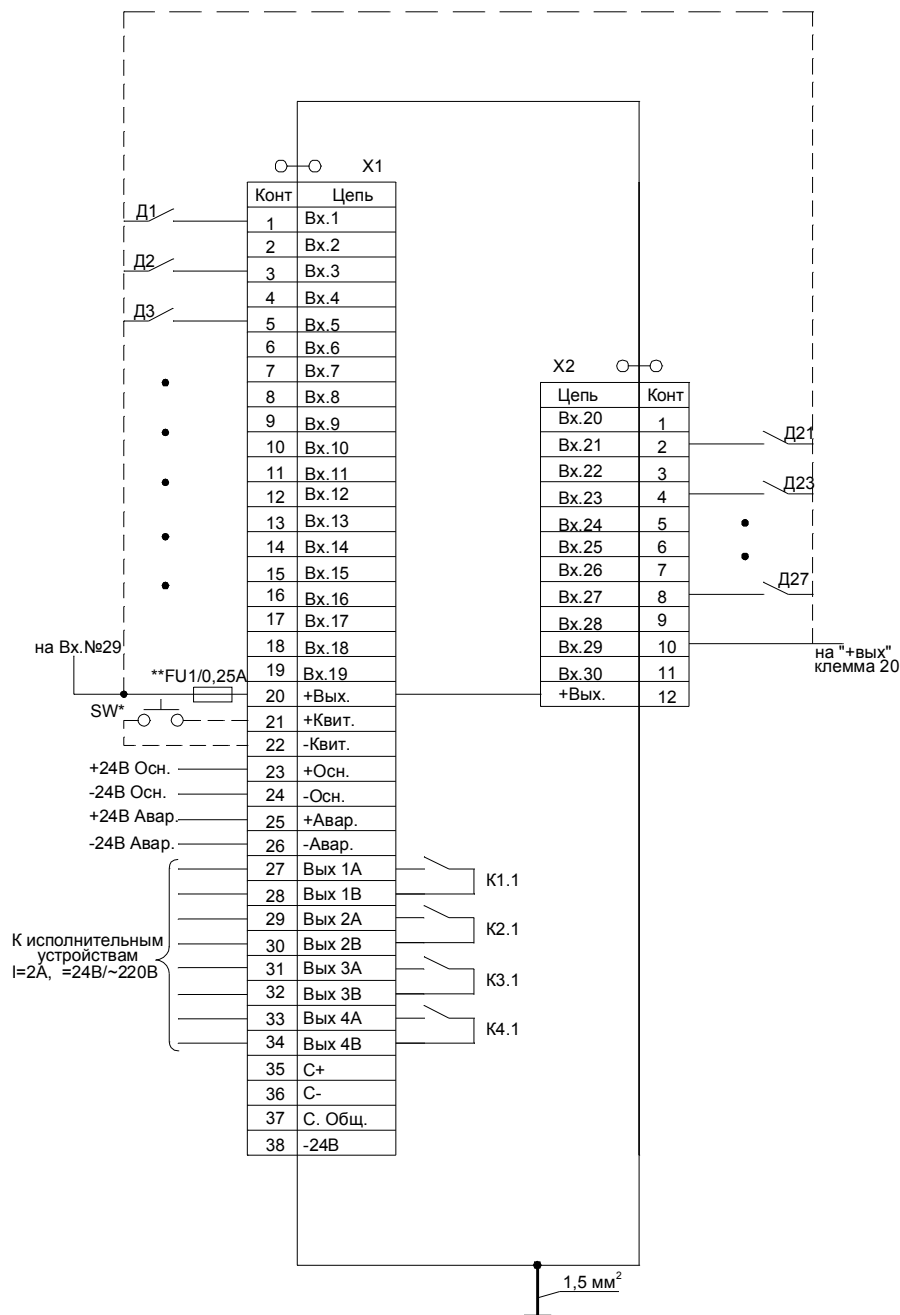 X1
Конт Цепь
Д1
1 Вх.1
2 Вх.2
Д2
3 Вх.3
4 Вх.4
Д3
5 Вх.5
6 Вх.6
7 Вх.7
8 Вх.8
9 Вх.9
10 Вх.10
11 Вх.11
12 Вх.12
13 Вх.13
14 Вх.14
15 Вх.15
16 Вх.16
17 Вх.17
18 Вх.18
19 Вх.19
20 +Вых.
21 +Квит.
22 -Квит.
23 +Осн.
24 -Осн.
25 +Авар.
26 -Авар.
27 Вых 1А
28 Вых 1В
29 Вых 2А
30 Вых 2В
31 Вых 3А
32 Вых 3В
33 Вых 4А
34 Вых 4В
35 С+
36 С-
37 С. Общ.
38 -24В
на Вх.№29
**FU1/0,25A
SW*
+24В Осн.
-24В Осн.
+24В Авар.
-24В Авар.
К исполнительным
устройствам
I=2А, =24В/~220В
К1.1
К2.1
К3.1
К4.1
X2
Цепь Конт
Вх.20 1
Вх.21 2
Д21
Вх.22 3
Вх.23 4
Д23
Вх.24 5
Вх.25 6
Вх.26 7
Вх.27 8
Д27
Вх.28 9
Вх.29 10
Вх.30 11
+Вых. 12
на "+вых"
клемма 20
1,5 мм²